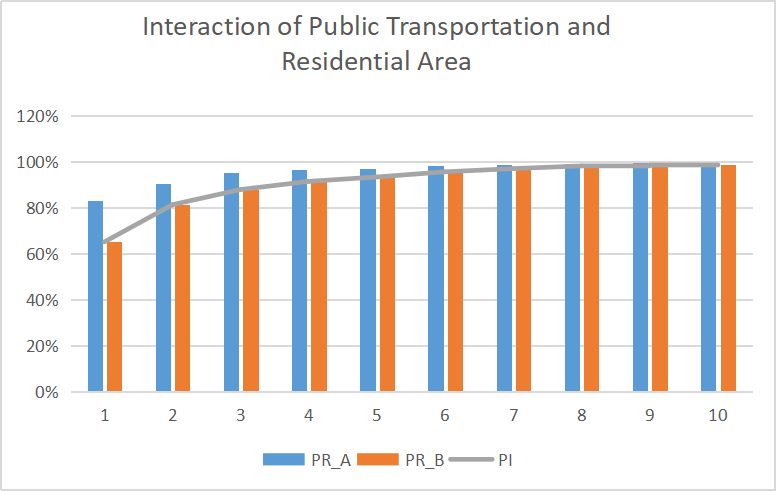 Interaction of Public Transportation and
Residential Area
120%
100%
80%
60%
40%
20%
0%
1 2 3 4 5 6 7 8 9 10
PR_A PR_B PI